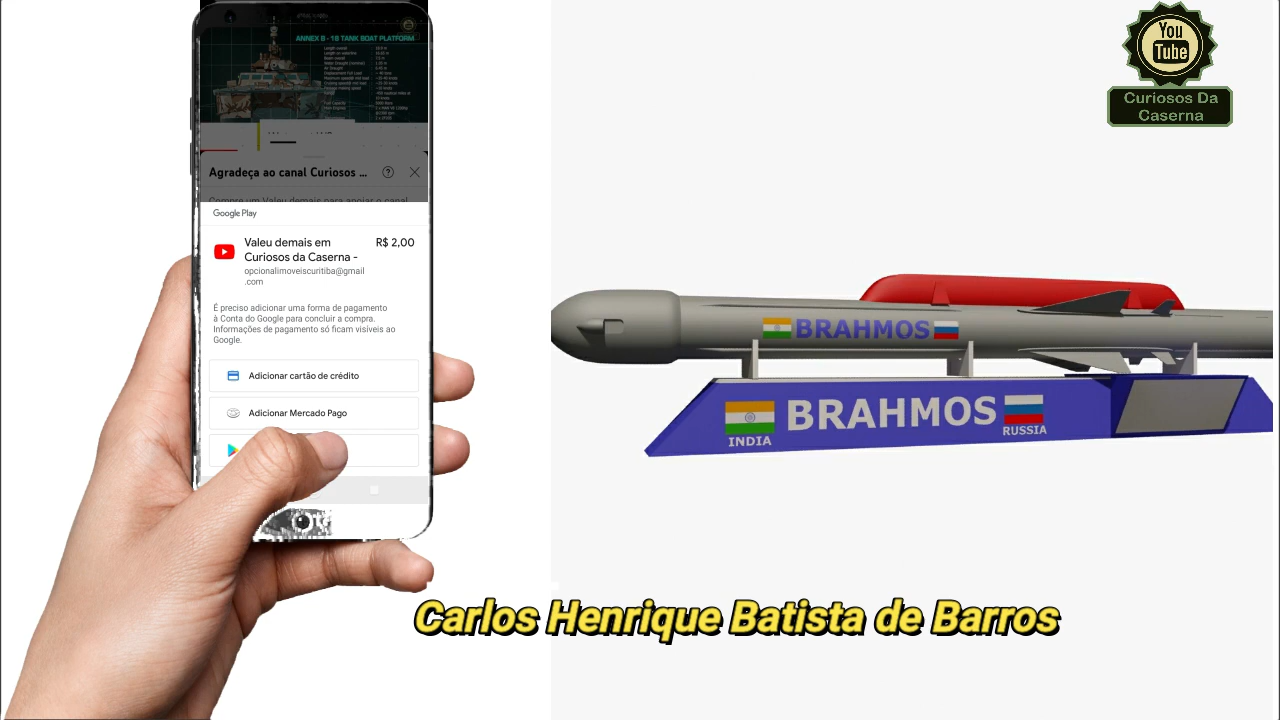 ANNEX B - 18 TANK BOAT PLATFORM
Agradeça ao canal Curiosos ...
?
Google Play
Valeu demais em
Curiosos da Caserna -
R$ 2,00
opcionalimoveiscuritiba@gmail
.com
É preciso adicionar uma forma de pagamento
à Conta do Google para concluir a compra.
Informações de pagamento só ficam visiveis ao
Google.
Adicionar cartão de crédito
Adicionar Mercado Pago
You
Tube
Curiosos Da
Caserna
BRAHMOS
BRAHMOS
INDIA
RUSSIA
Carlos Henrique Batista de Barros